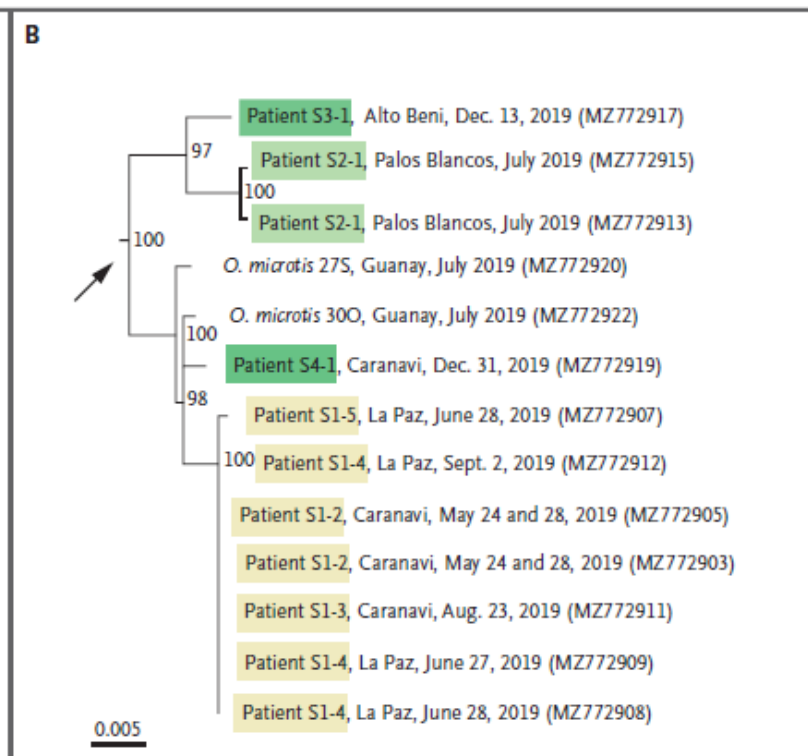 B
Patient S3-1, Alto Beni, Dec. 13, 2019 (MZ772917)
97
Patient S2-1, Palos Blancos, July 2019 (MZ772915)
100
Patient S2-1, Palos Blancos, July 2019 (MZ772913)
100
O. microtis 27S, Guanay, July 2019 (MZ772920)
O. microtis 30O, Guanay, July 2019 (MZ772922)
100
Patient S4-1, Caranavi, Dec. 31, 2019 (MZ772919)
98
Patient S1-5, La Paz, June 28, 2019 (MZ772907)
100 Patient S1-4, La Paz, Sept. 2, 2019 (MZ772912)
Patient S1-2, Caranavi, May 24 and 28, 2019 (MZ772905)
Patient S1-2, Caranavi, May 24 and 28, 2019 (MZ772903)
Patient S1-3, Caranavi, Aug. 23, 2019 (MZ772911)
Patient S1-4, La Paz, June 27, 2019 (MZ772909)
Patient S1-4, La Paz, June 28, 2019 (MZ772908)
0.005